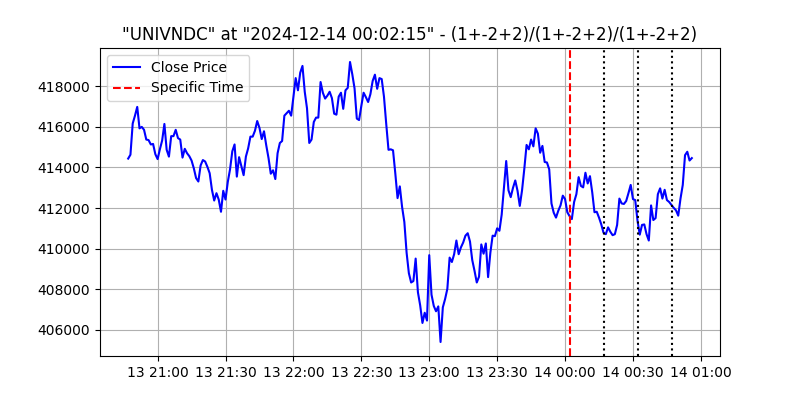 "UNIVNDC" at "2024-12-14 00:02:15" - (1+-2+2)/(1+-2+2)/(1+-2+2)
Close Price
Specific Time
418000
416000
414000
412000
410000
408000
406000
13 21:00 13 21:30 13 22:00 13 22:30 13 23:00 13 23:30 14 00:00 14 00:30 14 01:00